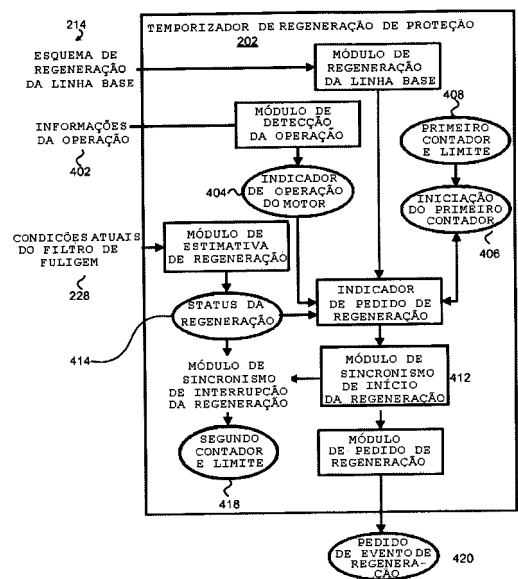 214
TEMPORIZADOR DE REGENERAÇÃO DE PROTEÇÃO
202
ESQUEMA DE
REGENERAÇÃO
DA LINHA BASE
MÓDULO DE
REGENERAÇÃO
DA LINHA BASE
INFORMAÇÕES
DA OPERAÇÃO
402
MÓDULO DE
DETECÇÃO
DA OPERAÇÃO
408
PRIMEIRO
CONTADOR
E LIMITE
404
INDICADOR
DE OPERAÇÃO
DO MOTOR
INICIAÇÃO
DO PRIMEIRO
CONTADOR
406
CONDIÇÕES ATUAIS
DO FILTRO DE
FULIGEM
228
MÓDULO DE
ESTIMATIVA DE
REGENERAÇÃO
INDICADOR
DE PEDIDO DE
REGENERAÇÃO
STATUS DA
REGENERAÇÃO
414
MÓDULO DE
SINCRONISMO
DE INTERRUPÇÃO
DA REGENERAÇÃO
MÓDULO DE
SINCRONISMO
DE INÍCIO
DA REGENERAÇÃO
412
SEGUNDO
CONTADOR
E LIMITE
418
MÓDULO
DE PEDIDO DE
REGENERAÇÃO
PEDIDO
DE EVENTO DE
REGENERA-
ÇÃO
420